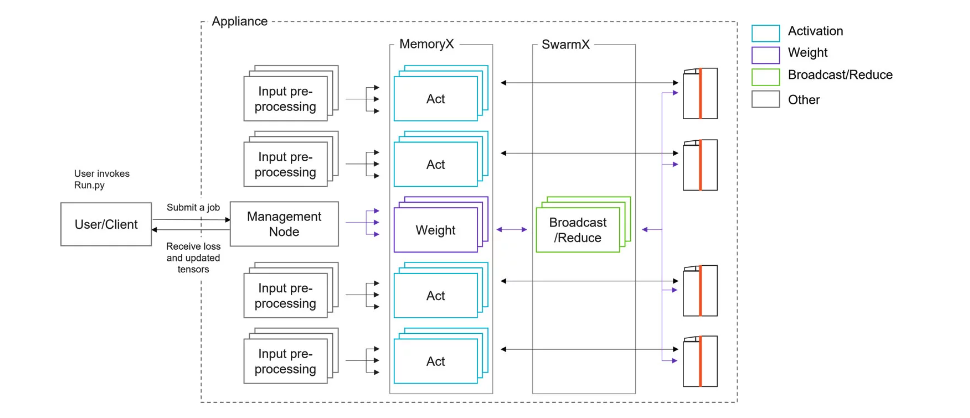 Appliance
MemoryX
SwarmX
Activation
Weight
Broadcast/Reduce
Other
Input pre-
processing
Act
Input pre-
processing
Act
User invokes
Run.py
User/Client
Submit a job
Receive loss
and updated
tensors
Management
Node
Weight
Broadcast
/Reduce
Input pre-
processing
Act
Input pre-
processing
Act